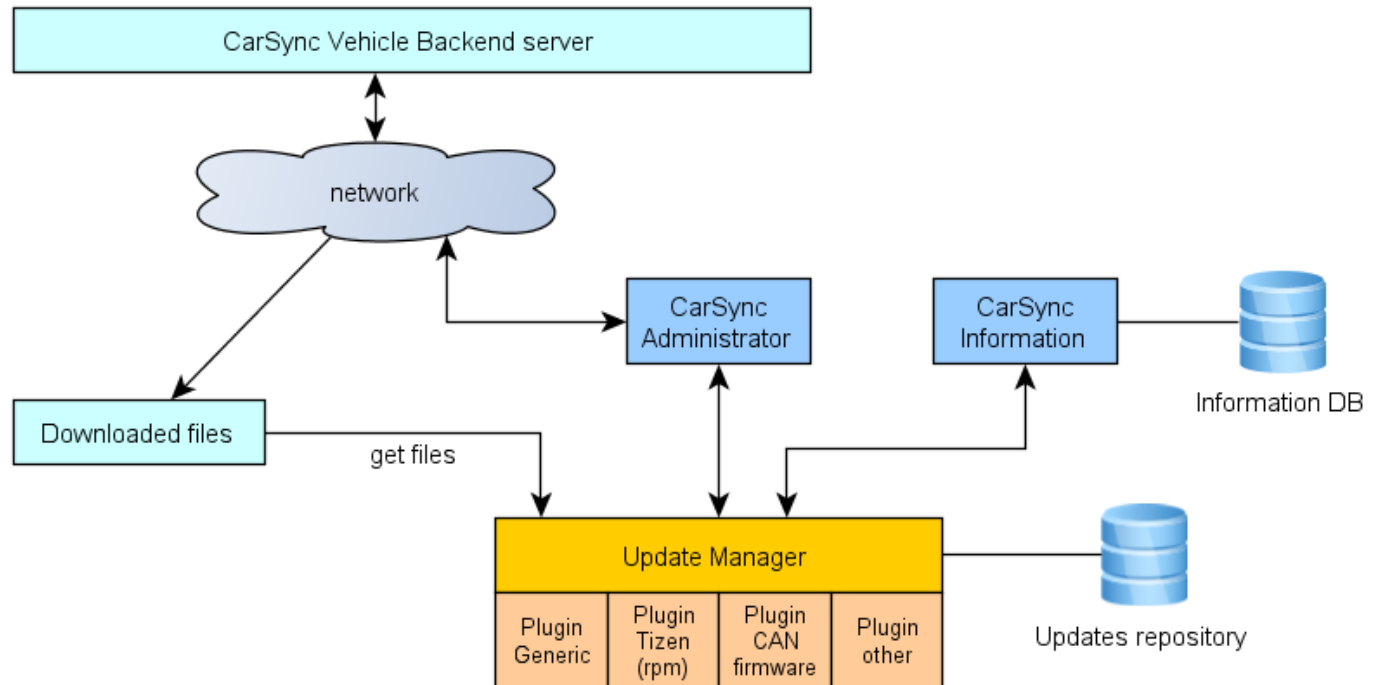 CarSync Vehicle Backend server
network
CarSync
Administrator
CarSync
Information
Information DB
Downloaded files
get files
Update Manager
Plugin
Generic
Plugin
Tizen
(rpm)
Plugin
CAN
firmware
Plugin
other
Updates repository